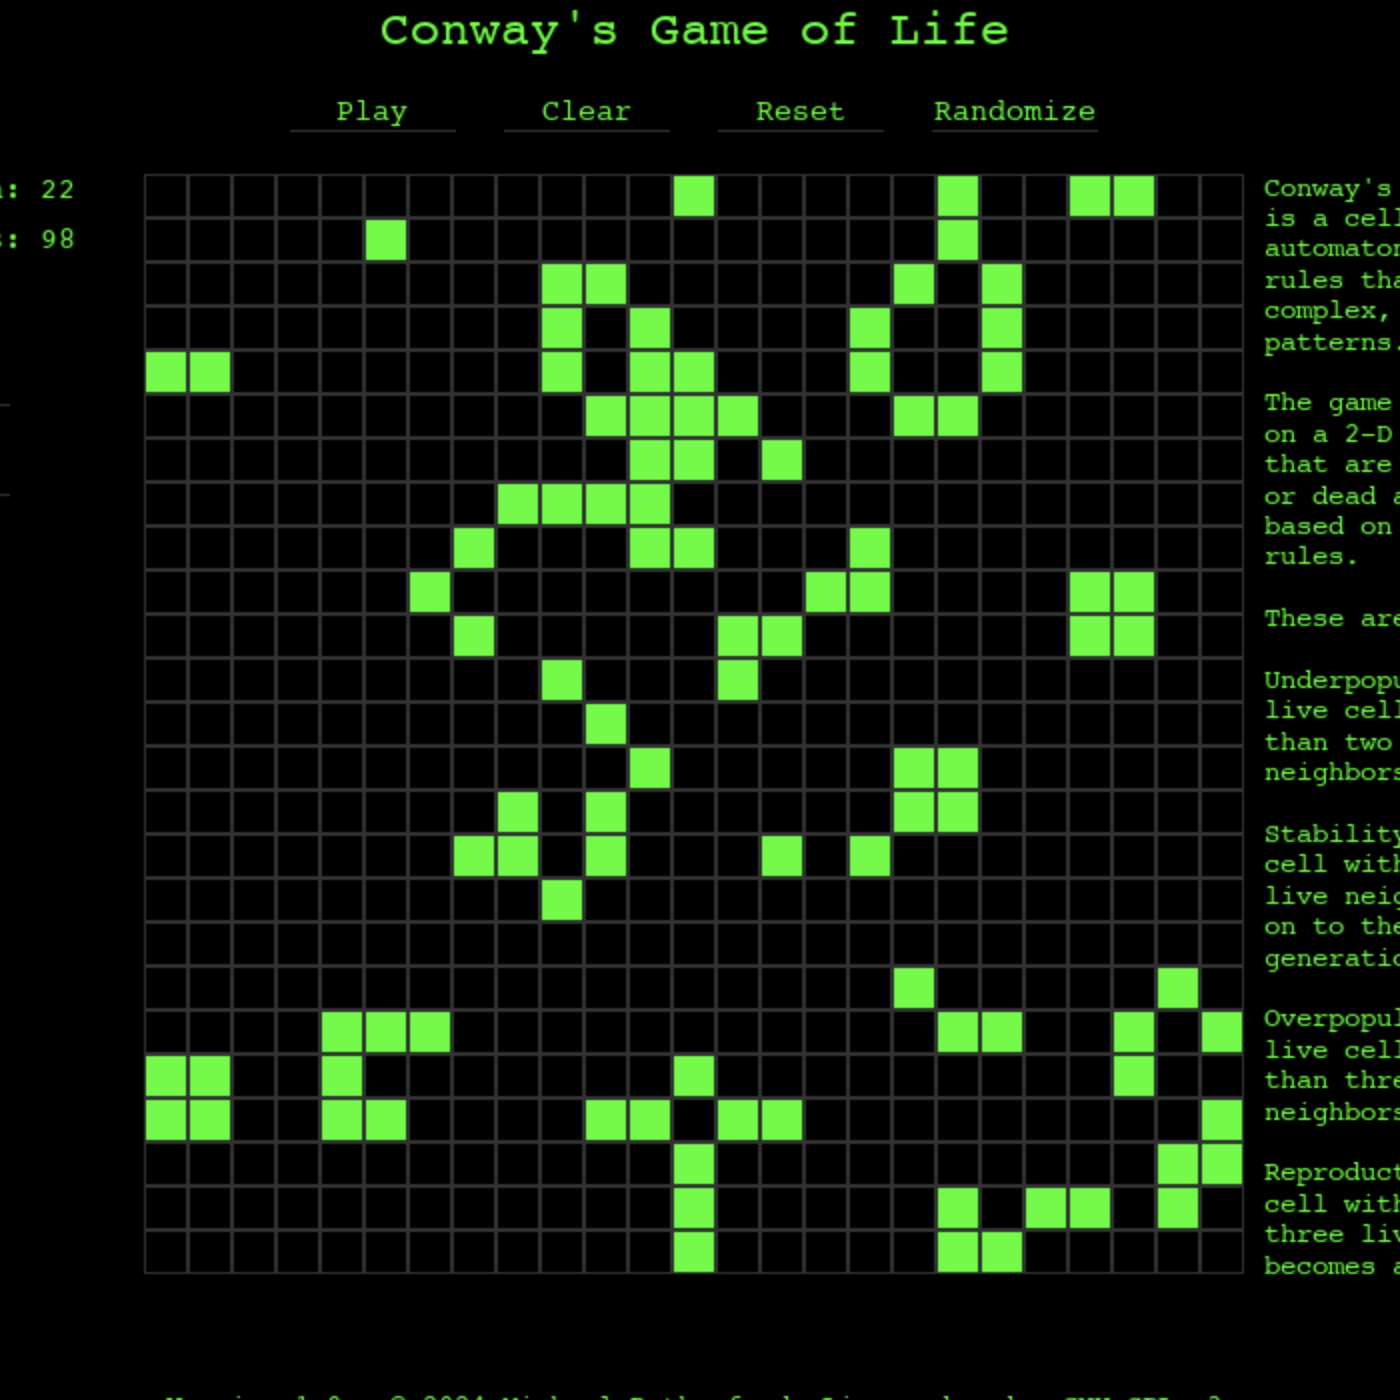 Conway's Game of Life
Play Clear Reset Randomize
: 22
: 98
Conway's
is a cell
automaton
rules tha
complex,
patterns.
The game
on a 2-D
that are
or dead a
based on
rules.
These are
Underpopu
live cell
than two
neighbors
Stability
cell with
live neig
on to the
generatio
Overpopul
live cell
than thre
neighbors
Reproduct
cell with
three liv
becomes a